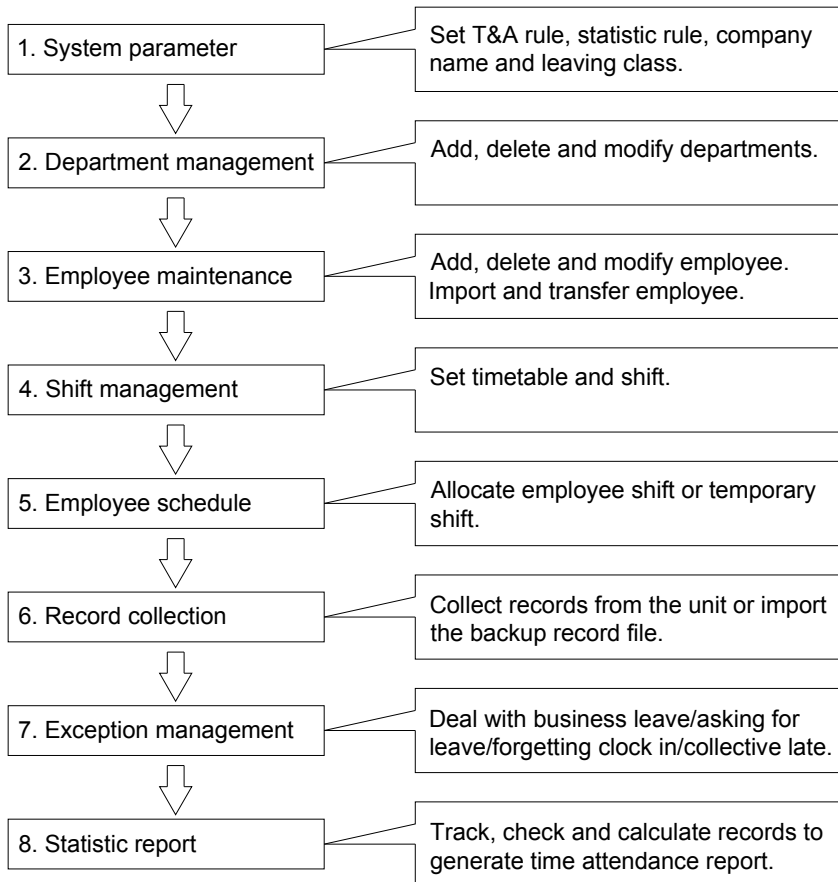 1. System parameter
Set T&A rule, statistic rule, company
name and leaving class.
2. Department management
Add, delete and modify departments.
3. Employee maintenance
Add, delete and modify employee.
Import and transfer employee.
4. Shift management
Set timetable and shift.
5. Employee schedule
Allocate employee shift or temporary
shift.
6. Record collection
Collect records from the unit or import
the backup record file.
7. Exception management
Deal with business leave/asking for
leave/forgetting clock in/collective late.
8. Statistic report
Track, check and calculate records to
generate time attendance report.